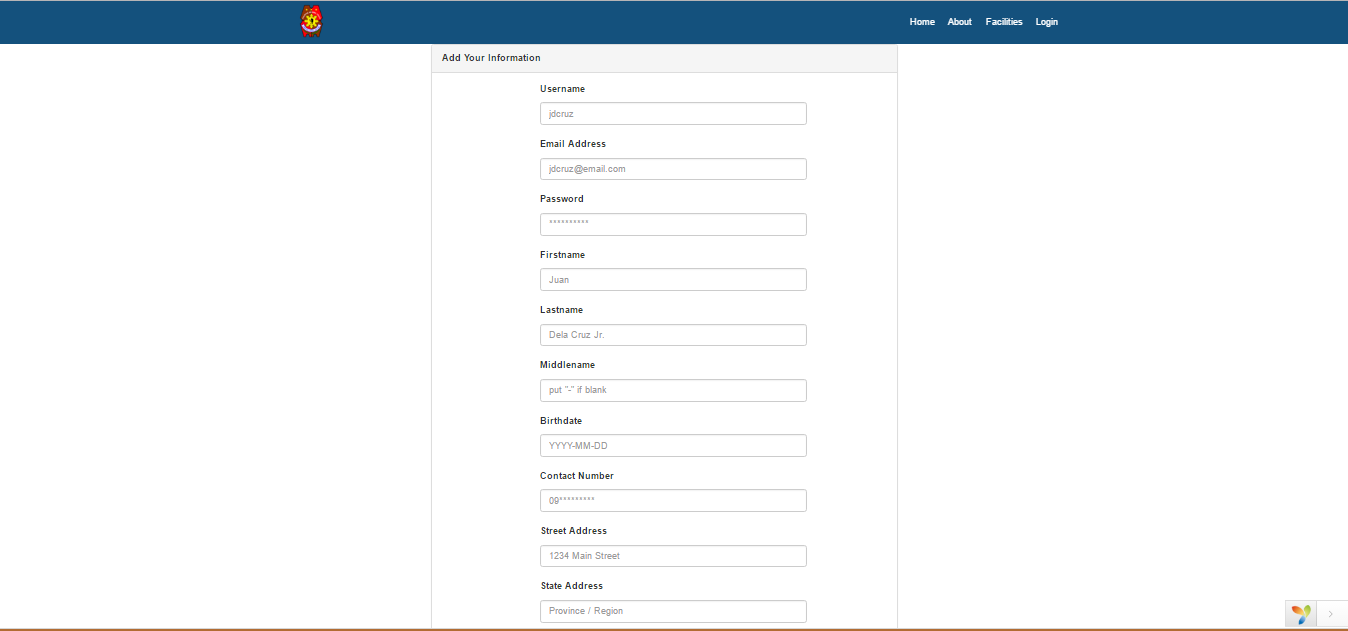 Home About Facilities Login
Add Your Information
Username
jdcruz
Email Address
jdcruz@email.com
Password
**********
Firstname
Juan
Lastname
Dela Cruz Jr.
Middlename
put "-" if blank
Birthdate
YYYY-MM-DD
Contact Number
09*********
Street Address
1234 Main Street
State Address
Province / Region